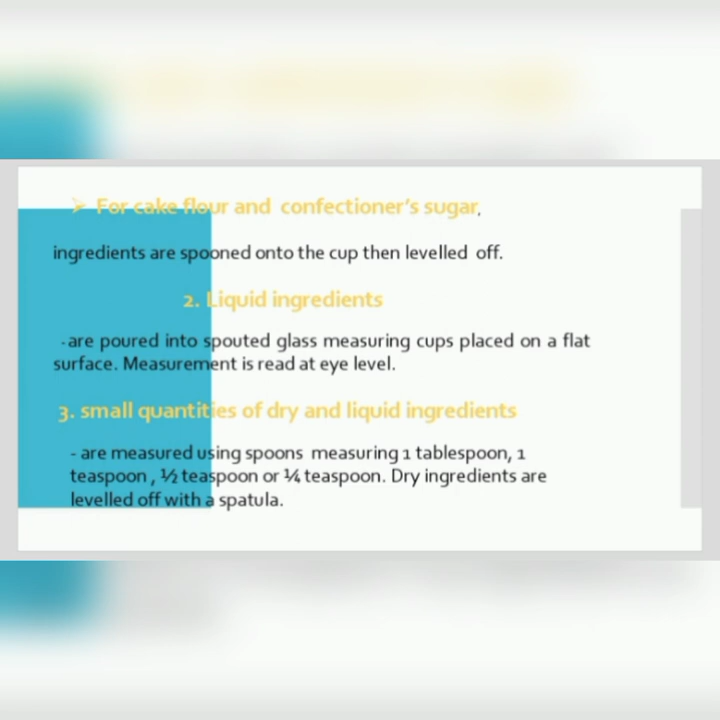 ➢ For cake flour and confectioner's sugar,
ingredients are spooned onto the cup then levelled off.
2. Liquid ingredients
-are poured into spouted glass measuring cups placed on a flat
surface. Measurement is read at eye level.
3. small quantities of dry and liquid ingredients
- are measured using spoons measuring 1 tablespoon, 1
teaspoon , ½ teaspoon or ¼ teaspoon. Dry ingredients are
levelled off with a spatula.